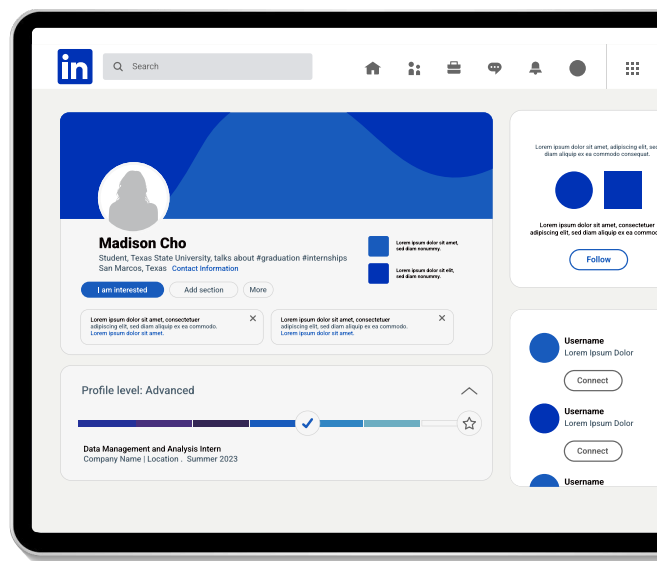 in
Search
Lorem ipsum dolor sit amet, adipiscing elit, sed
diam aliquip ex ea commodo consequat.
Lorem ipsum dolor sit amet, consectetuer
adipiscing elit, sed diam aliquip ex ea commodo
Follow
Madison Cho
Student, Texas State University, talks about #graduation #internships
San Marcos, Texas Contact Information
I am interested
Add section
More
Lorem ipsum dolor sit amet,
sed diam nonummy.
Lorem ipsum dolor sit elit,
sed diam nonummy.
Lorem ipsum dolor sit amet, consectetuer
adipiscing elit, sed diam aliquip ex ea commodo.
Lorem ipsum dolor sit amet.
Lorem ipsum dolor sit amet, consectetuer
adipiscing elit, sed diam aliquip ex ea commodo.
Lorem ipsum dolor sit amet.
Profile level: Advanced
Data Management and Analysis Intern
Company Name | Location . Summer 2023
Username
Lorem Ipsum Dolor
Connect
Username
Lorem Ipsum Dolor
Connect
Username